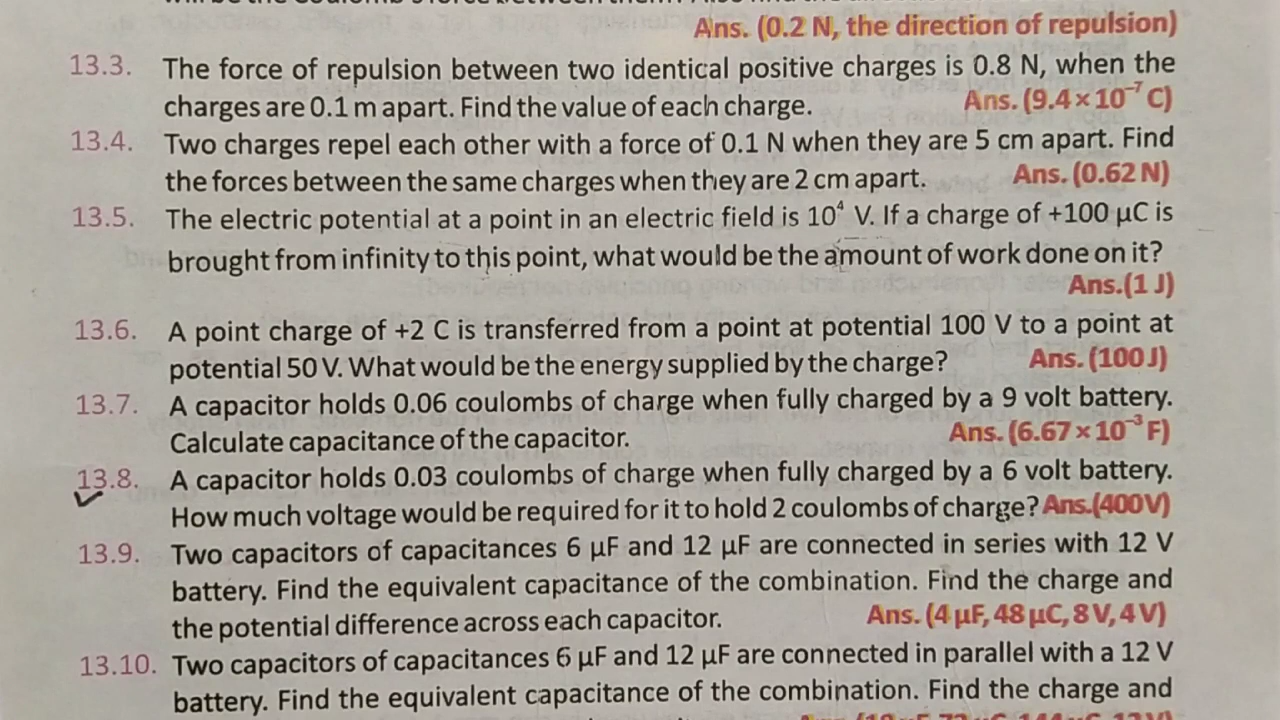 Ans. (0.2 N, the direction of repulsion)
13.3. The force of repulsion between two identical positive charges is 0.8 N, when the
charges are 0.1 m apart. Find the value of each charge. Ans. (9.4 × 10⁻⁷ C)
13.4. Two charges repel each other with a force of 0.1 N when they are 5 cm apart. Find
the forces between the same charges when they are 2 cm apart. Ans. (0.62 N)
13.5. The electric potential at a point in an electric field is 10⁴ V. If a charge of +100 μC is
brought from infinity to this point, what would be the amount of work done on it?
Ans.(1 J)
13.6. A point charge of +2 C is transferred from a point at potential 100 V to a point at
potential 50 V. What would be the energy supplied by the charge? Ans. (100 J)
13.7. A capacitor holds 0.06 coulombs of charge when fully charged by a 9 volt battery.
Calculate capacitance of the capacitor. Ans. (6.67 × 10⁻³ F)
13.8. A capacitor holds 0.03 coulombs of charge when fully charged by a 6 volt battery.
How much voltage would be required for it to hold 2 coulombs of charge? Ans.(400 V)
13.9. Two capacitors of capacitances 6 μF and 12 μF are connected in series with 12 V
battery. Find the equivalent capacitance of the combination. Find the charge and
the potential difference across each capacitor. Ans. (4 μF, 48 μC, 8 V, 4 V)
13.10. Two capacitors of capacitances 6 μF and 12 μF are connected in parallel with a 12 V
battery. Find the equivalent capacitance of the combination. Find the charge and